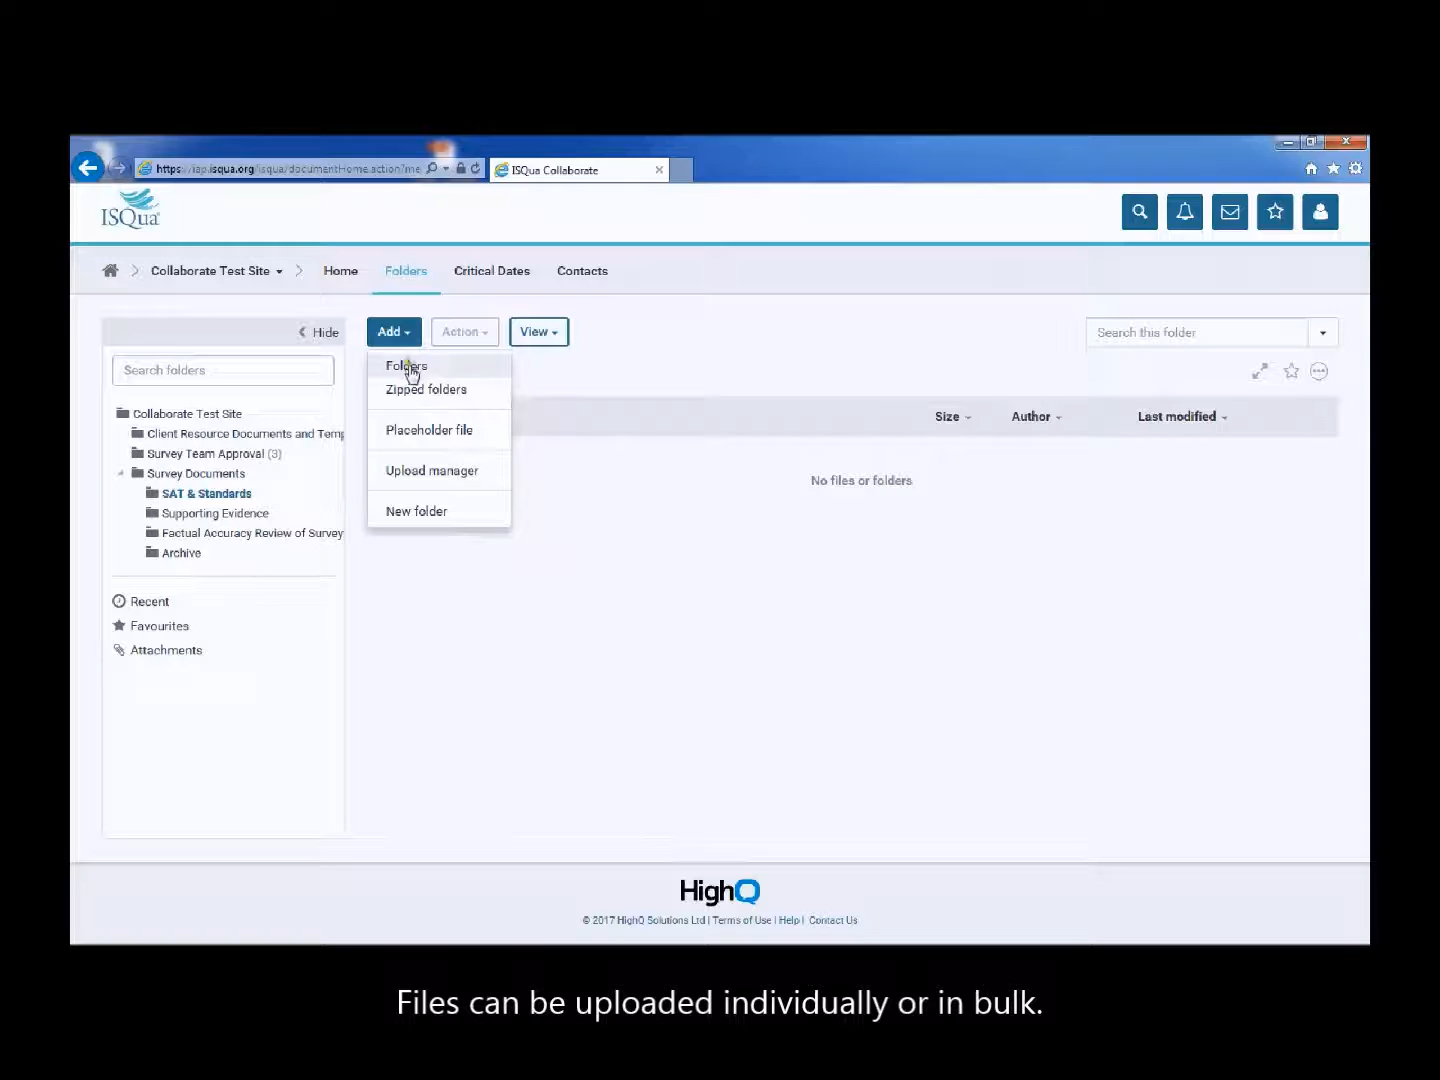 https://iap.isqua.org/isqua/documentHome.action?me
ISQua Collaborate
ISQua
Collaborate Test Site
Home
Folders
Critical Dates
Contacts
Hide
Add
Action
View
Search this folder
Search folders
Folders
Zipped folders
Placeholder file
Upload manager
New folder
Size
Author
Last modified
No files or folders
Collaborate Test Site
Client Resource Documents and Temp
Survey Team Approval (3)
Survey Documents
SAT & Standards
Supporting Evidence
Factual Accuracy Review of Survey
Archive
Recent
Favourites
Attachments
HighQ
© 2017 HighQ Solutions Ltd | Terms of Use | Help | Contact Us
Files can be uploaded individually or in bulk.